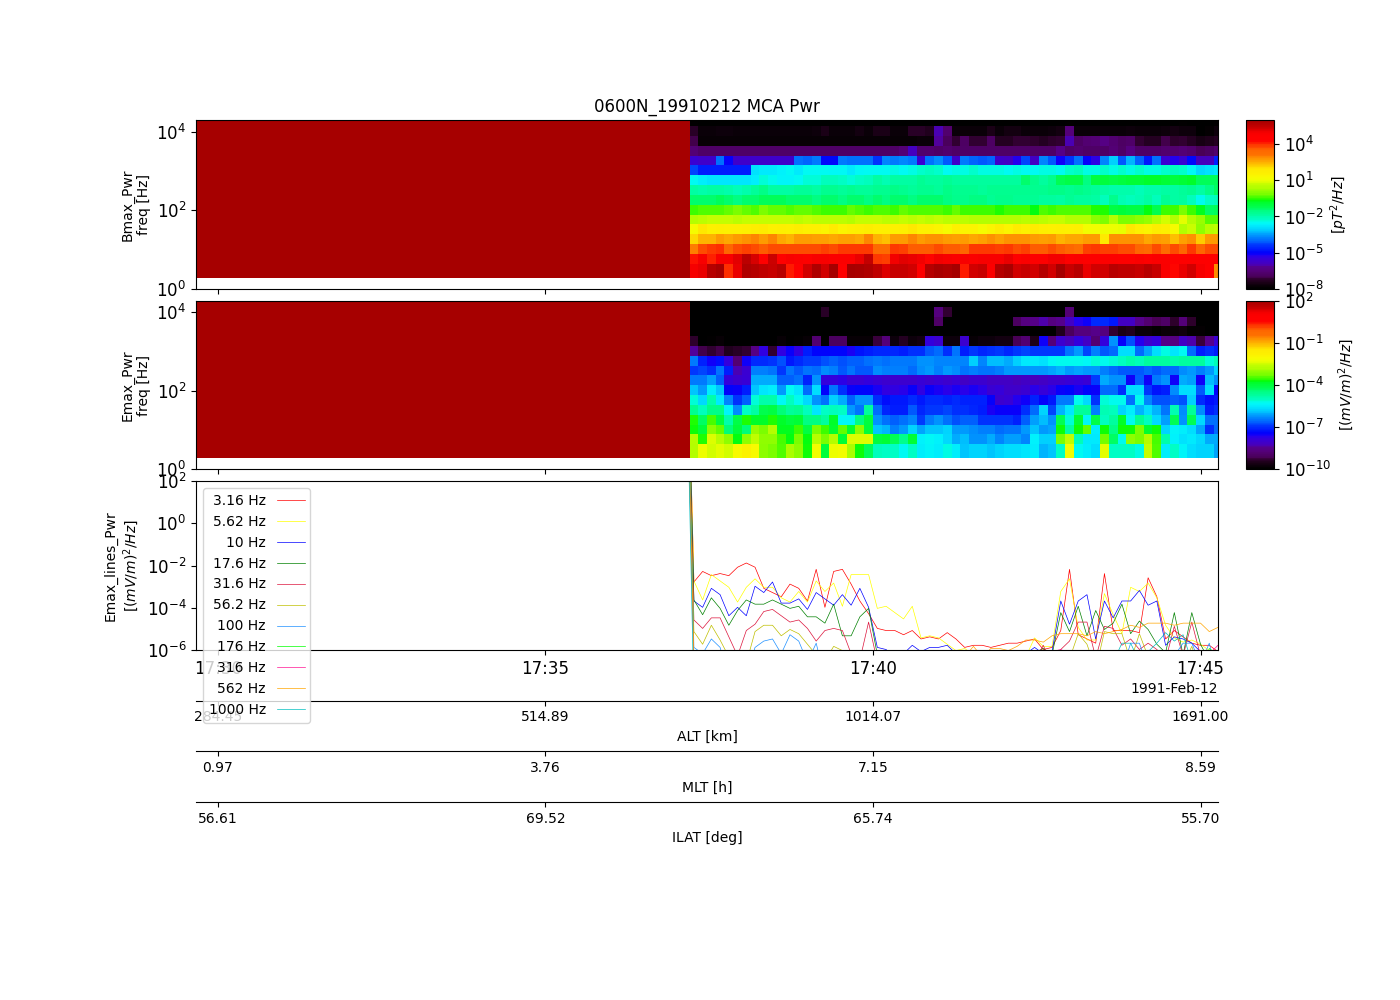 0600N_19910212 MCA Pwr
Bmax_Pwr
freq [Hz]
10^4
10^2
10^0
10^4
10^1
10^-2
10^-5
10^-8
[pT^2/Hz]
Emax_Pwr
freq [Hz]
10^4
10^2
10^0
10^2
10^-1
10^-4
10^-7
10^-10
[(mV/m)^2/Hz]
Emax_lines_Pwr
[(mV/m)^2/Hz]
10^2
10^0
10^-2
10^-4
10^-6
3.16 Hz
5.62 Hz
10 Hz
17.6 Hz
31.6 Hz
56.2 Hz
100 Hz
176 Hz
316 Hz
562 Hz
1000 Hz
17:35 17:40 17:45
1991-Feb-12
284.45 514.89 1014.07 1691.00
ALT [km]
0.97 3.76 7.15 8.59
MLT [h]
56.61 69.52 65.74 55.70
ILAT [deg]